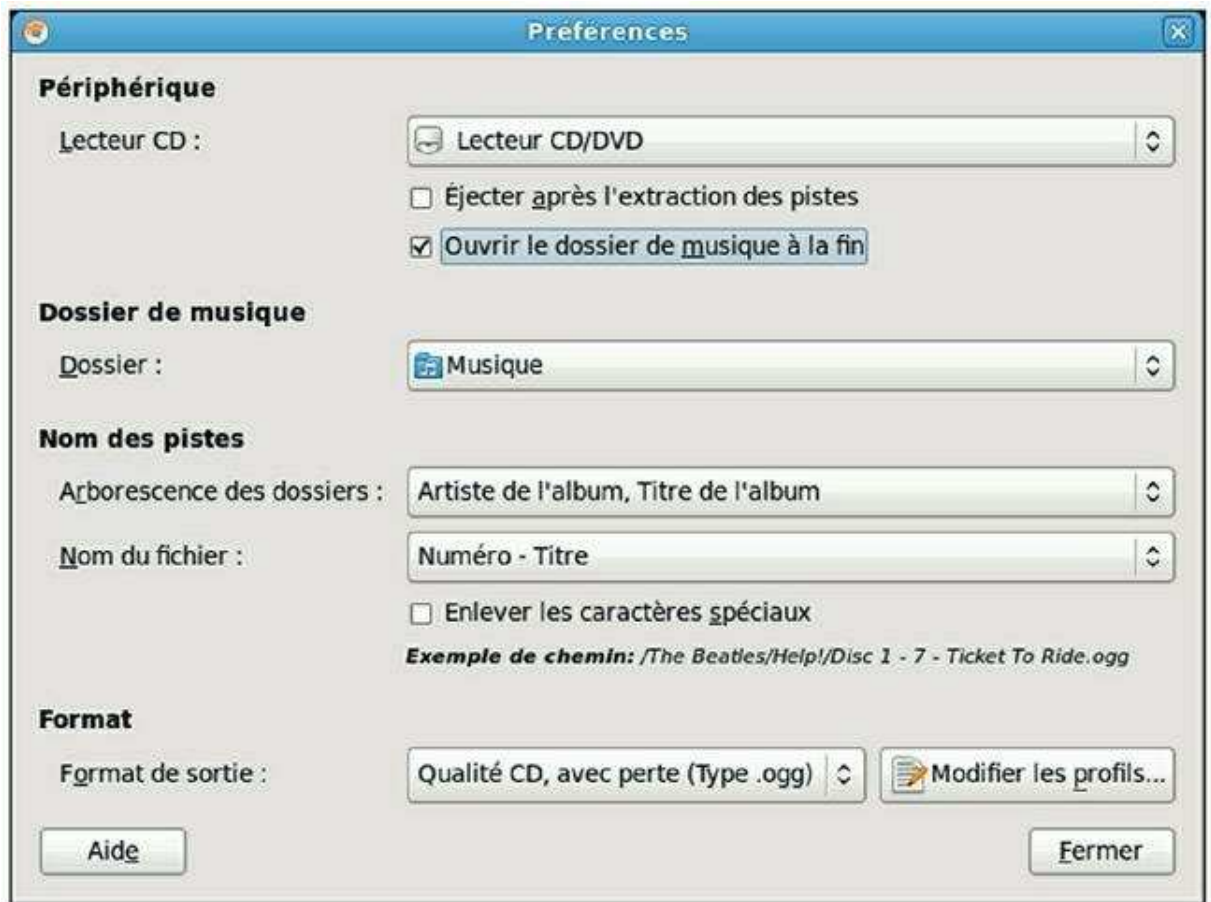 Préférences
Périphérique
Lecteur CD : Lecteur CD/DVD
Éjecter après l'extraction des pistes
Ouvrir le dossier de musique à la fin
Dossier de musique
Dossier : Musique
Nom des pistes
Arborescence des dossiers : Artiste de l'album, Titre de l'album
Nom du fichier : Numéro - Titre
Enlever les caractères spéciaux
Exemple de chemin: /The Beatles/Help!/Disc 1 - 7 - Ticket To Ride.ogg
Format
Format de sortie : Qualité CD, avec perte (Type .ogg) Modifier les profils...
Aide Fermer